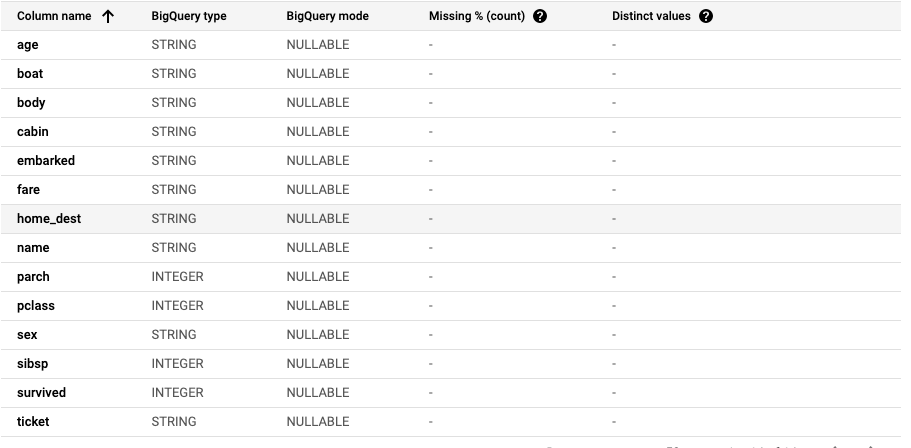 Column name BigQuery type BigQuery mode Missing % (count) ? Distinct values ?
age STRING NULLABLE - -
boat STRING NULLABLE - -
body STRING NULLABLE - -
cabin STRING NULLABLE - -
embarked STRING NULLABLE - -
fare STRING NULLABLE - -
home_dest STRING NULLABLE - -
name STRING NULLABLE - -
parch INTEGER NULLABLE - -
pclass INTEGER NULLABLE - -
sex STRING NULLABLE - -
sibsp INTEGER NULLABLE - -
survived INTEGER NULLABLE - -
ticket STRING NULLABLE - -